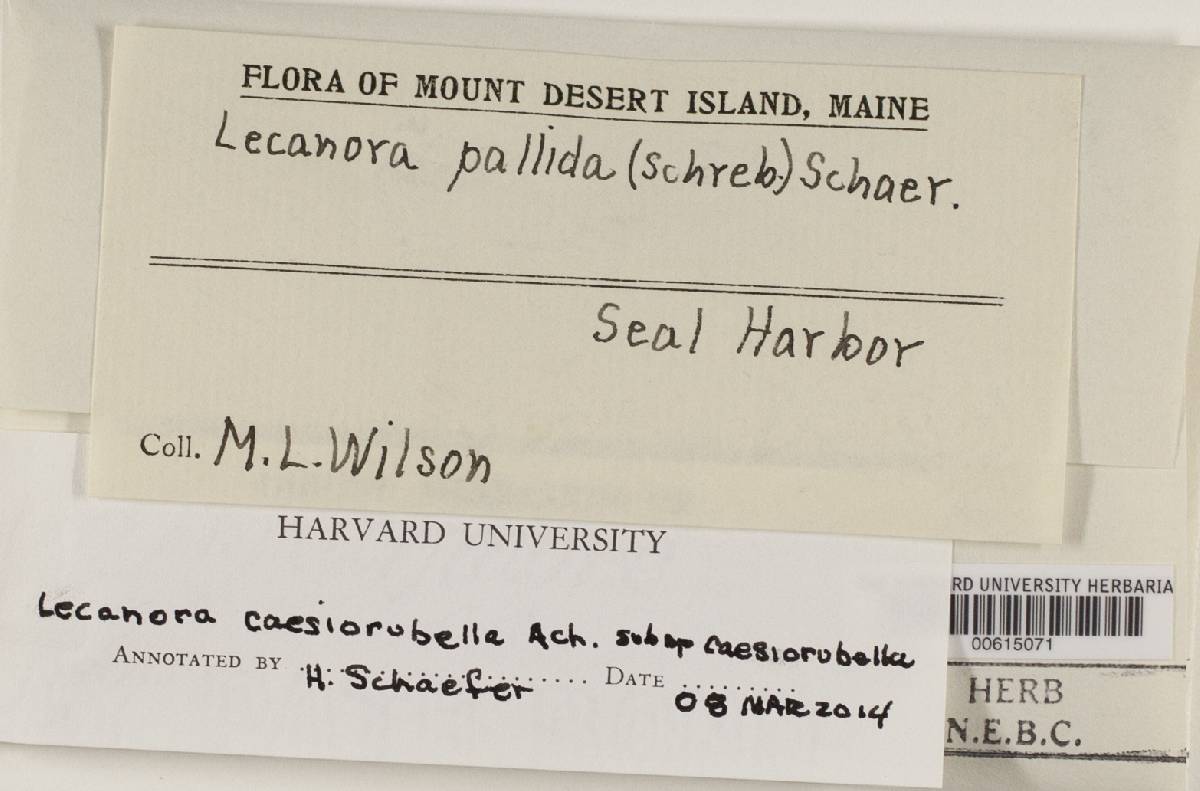 FLORA OF MOUNT DESERT ISLAND, MAINE
Lecanora pallida (Schreb.) Schaer.
Seal Harbor
Coll. M.L. Wilson
HARVARD UNIVERSITY
Lecanora caesiorubella Ach. subsp caesiorubella
ANNOTATED BY H. Schaefer DATE 08 MAR 2014
RD UNIVERSITY HERBARIA
00615071
HERB
N.E.B.C.